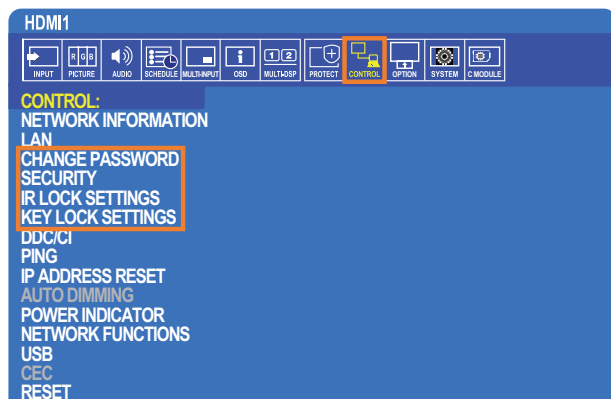 HDMI1
INPUT R G B PICTURE AUDIO SCHEDULE MULTI-INPUT i OSD 1 2 MULTI-DSP PROTECT CONTROL OPTION SYSTEM C MODULE
CONTROL:
NETWORK INFORMATION
LAN
CHANGE PASSWORD
SECURITY
IR LOCK SETTINGS
KEY LOCK SETTINGS
DDC/CI
PING
IP ADDRESS RESET
AUTO DIMMING
POWER INDICATOR
NETWORK FUNCTIONS
USB
CEC
RESET